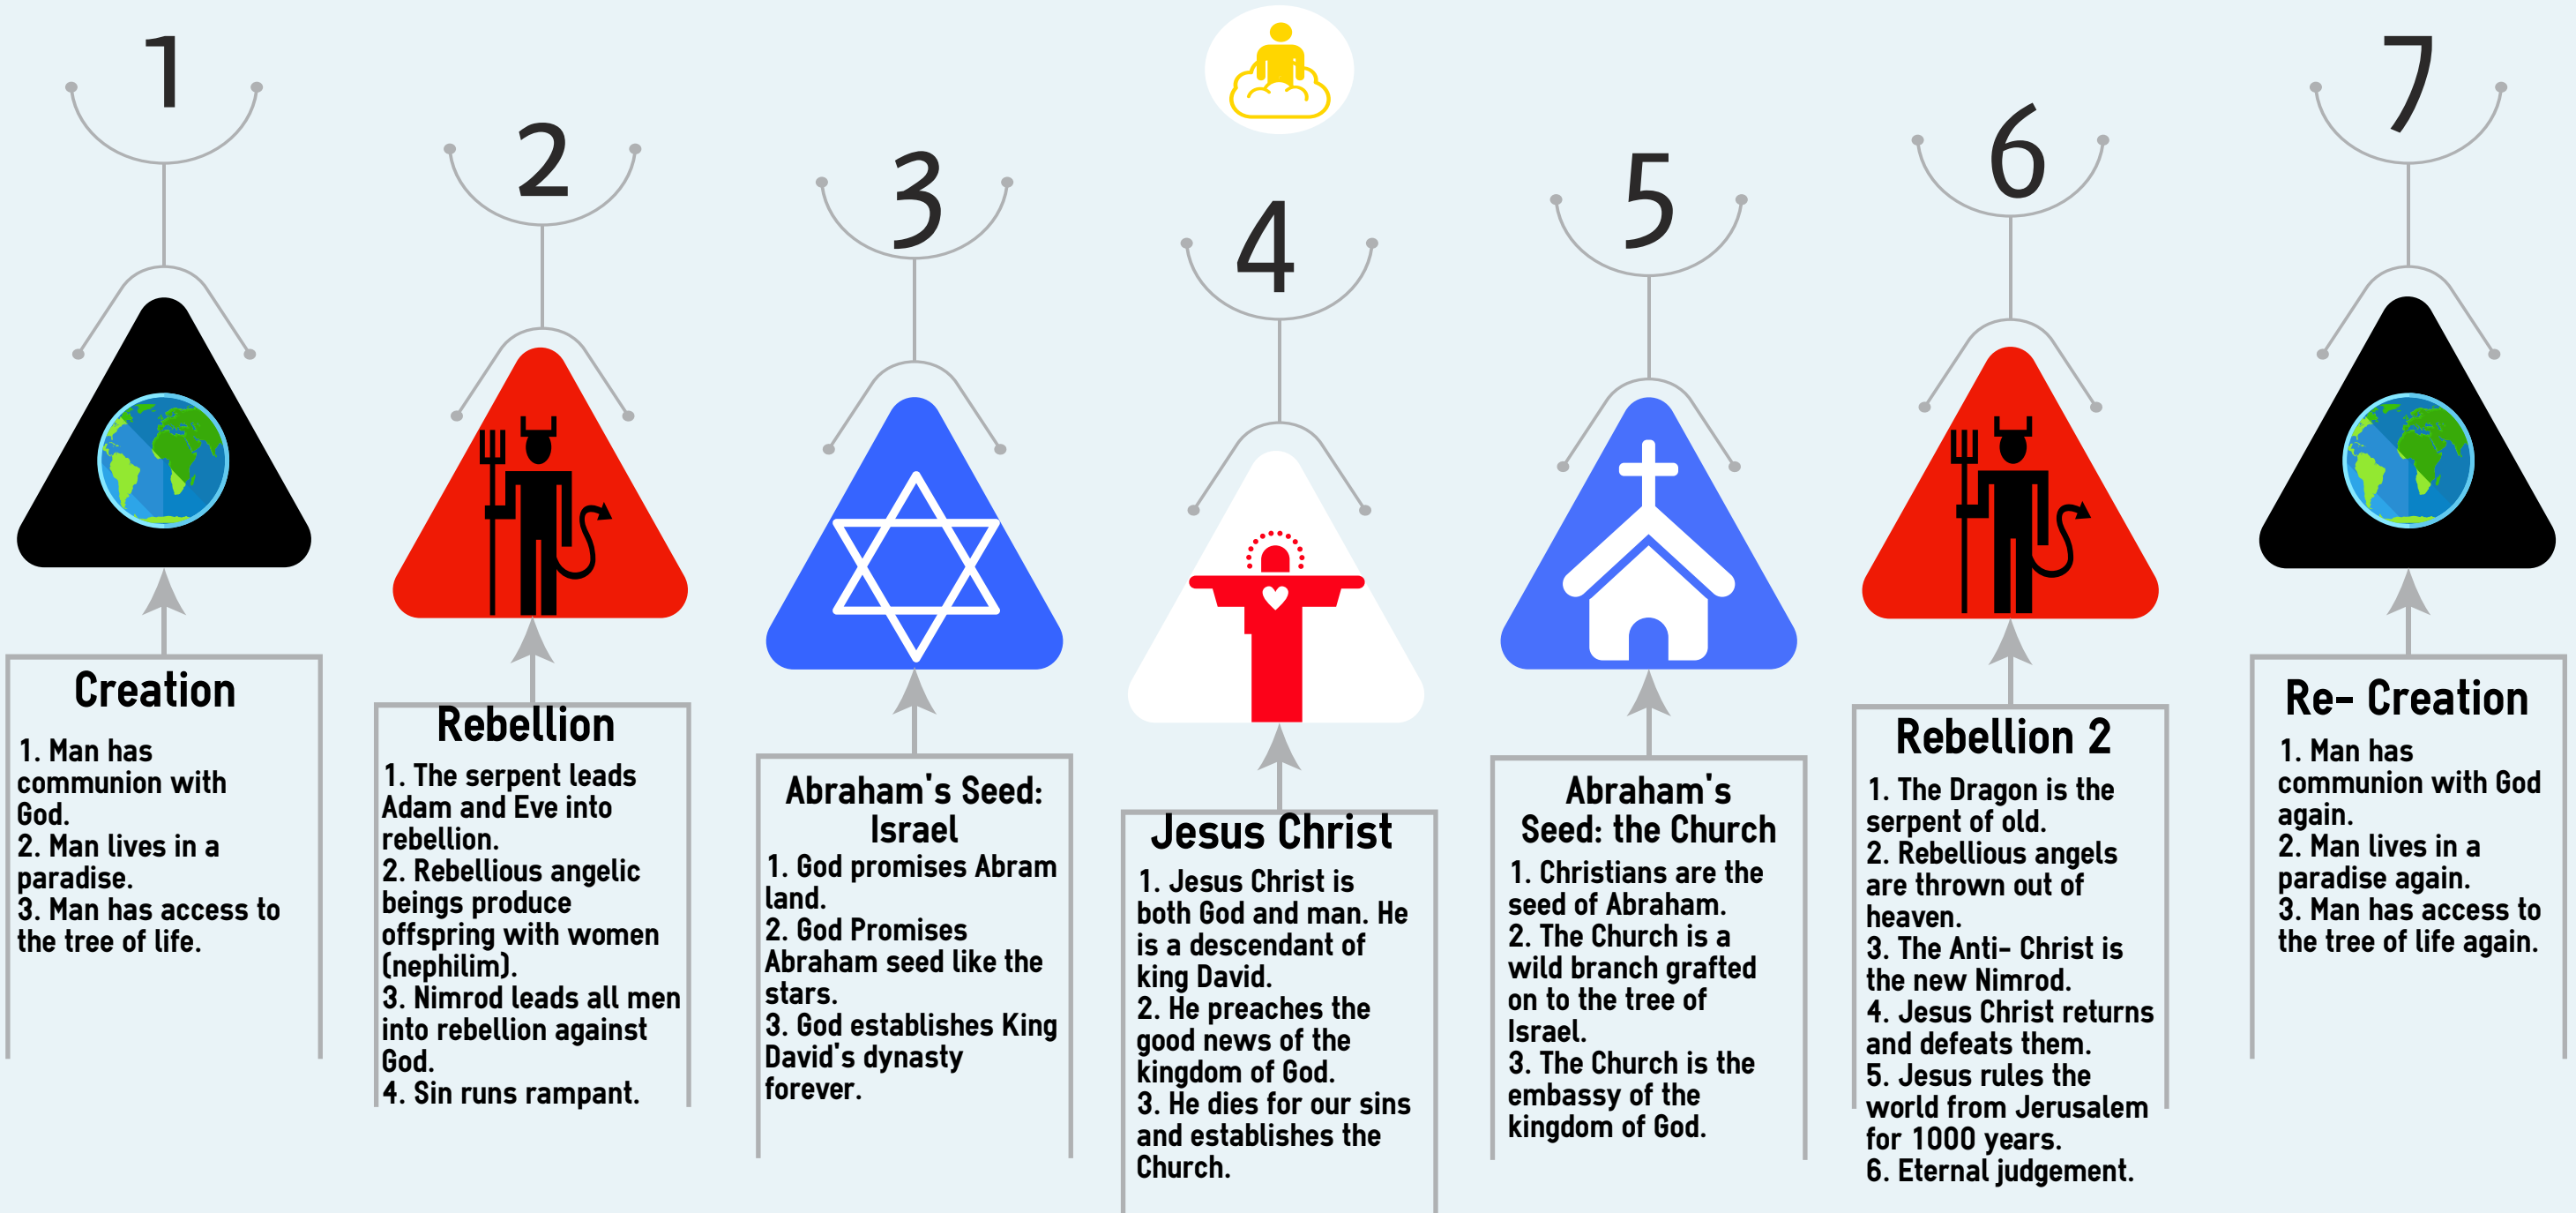 1
Creation
1. Man has
communion with
God.
2. Man lives in a
paradise.
3. Man has access to
the tree of life.
2
Rebellion
1. The serpent leads
Adam and Eve into
rebellion.
2. Rebellious angelic
beings produce
offspring with women
(nephilim).
3. Nimrod leads all men
into rebellion against
God.
4. Sin runs rampant.
3
Abraham's Seed:
Israel
1. God promises Abram
land.
2. God Promises
Abraham seed like the
stars.
3. God establishes King
David's dynasty
forever.
4
Jesus Christ
1. Jesus Christ is
both God and man. He
is a descendant of
king David.
2. He preaches the
good news of the
kingdom of God.
3. He dies for our sins
and establishes the
Church.
5
Abraham's
Seed: the Church
1. Christians are the
seed of Abraham.
2. The Church is a
wild branch grafted
on to the tree of
Israel.
3. The Church is the
embassy of the
kingdom of God.
6
Rebellion 2
1. The Dragon is the
serpent of old.
2. Rebellious angels
are thrown out of
heaven.
3. The Anti- Christ is
the new Nimrod.
4. Jesus Christ returns
and defeats them.
5. Jesus rules the
world from Jerusalem
for 1000 years.
6. Eternal judgement.
7
Re- Creation
1. Man has
communion with God
again.
2. Man lives in a
paradise again.
3. Man has access to
the tree of life again.